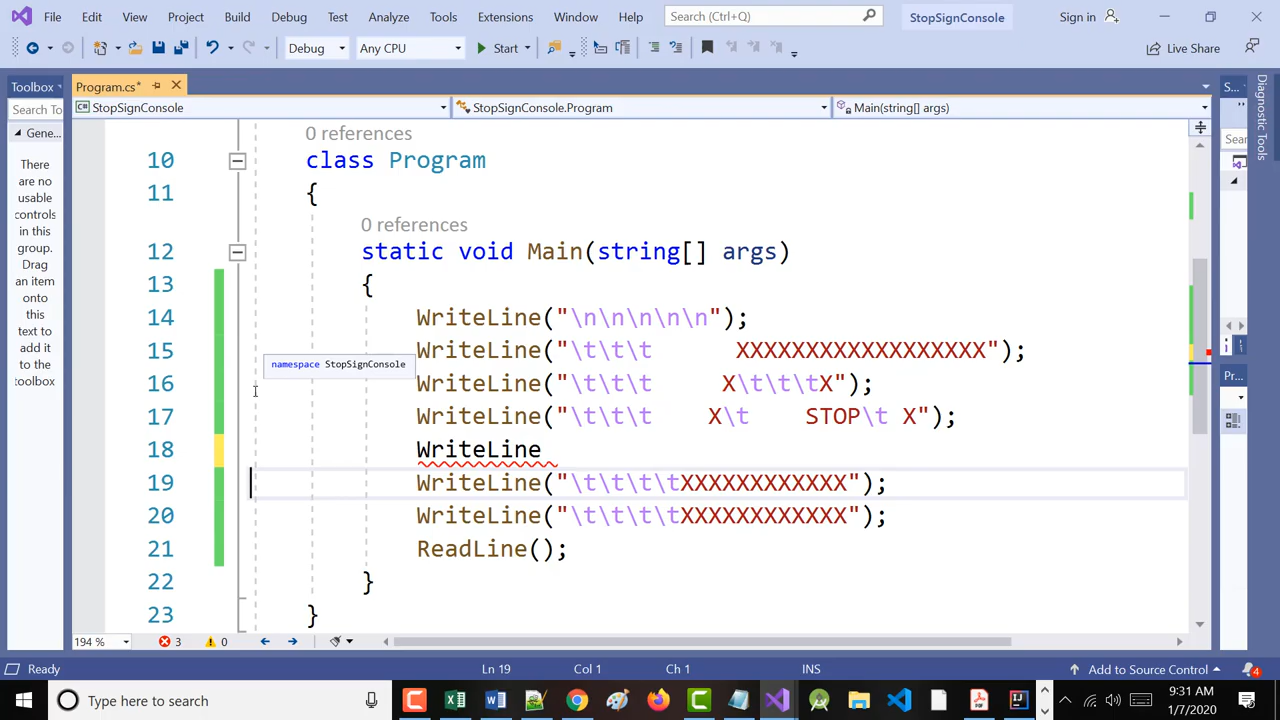 File Edit View Project Build Debug Test Analyze Tools Extensions Window Help Search (Ctrl+Q) StopSignConsole Sign in
Debug Any CPU Start Live Share
Toolbox Program.cs* S...
Search To StopSignConsole StopSignConsole.Program Main(string[] args)
Gene...
There
are no
usable
controls
in this
group.
Drag
an item
onto
this
text to
add it
to the
toolbox
0 references
10 class Program
11 {
0 references
12 static void Main(string[] args)
13 {
14 WriteLine("\n\n\n\n\n");
15 WriteLine("\t\t\t      XXXXXXXXXXXXXXXXXX");
namespace StopSignConsole
16 WriteLine("\t\t\t     X\t\t\tX");
17 WriteLine("\t\t\t    X\t    STOP\t X");
18 WriteLine
19 WriteLine("\t\t\t\tXXXXXXXXXXXX");
20 WriteLine("\t\t\t\tXXXXXXXXXXXX");
21 ReadLine();
22 }
23 }
Sear
Pr...
Diagnostic Tools
194 % 3 0
Ready Ln 19 Col 1 Ch 1 INS Add to Source Control 4
Type here to search 9:31 AM
1/7/2020